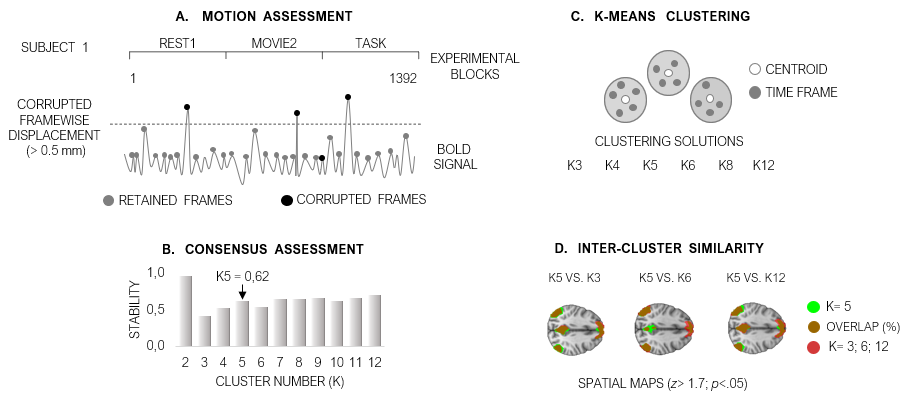 A. MOTION ASSESSMENT
SUBJECT 1
REST1 MOVIE2 TASK
1 1392
EXPERIMENTAL
BLOCKS
CORRUPTED
FRAMEWISE
DISPLACEMENT
(> 0.5 mm)
BOLD
SIGNAL
RETAINED FRAMES
CORRUPTED FRAMES
C. K-MEANS CLUSTERING
CENTROID
TIME FRAME
CLUSTERING SOLUTIONS
K3 K4 K5 K6 K8 K12
B. CONSENSUS ASSESSMENT
K5 = 0,62
STABILITY
1,0
0,5
0,0
2 3 4 5 6 7 8 9 10 11 12
CLUSTER NUMBER (K)
D. INTER-CLUSTER SIMILARITY
K5 VS. K3 K5 VS. K6 K5 VS. K12
K= 5
OVERLAP (%)
K= 3; 6; 12
SPATIAL MAPS (z> 1.7; p<.05)